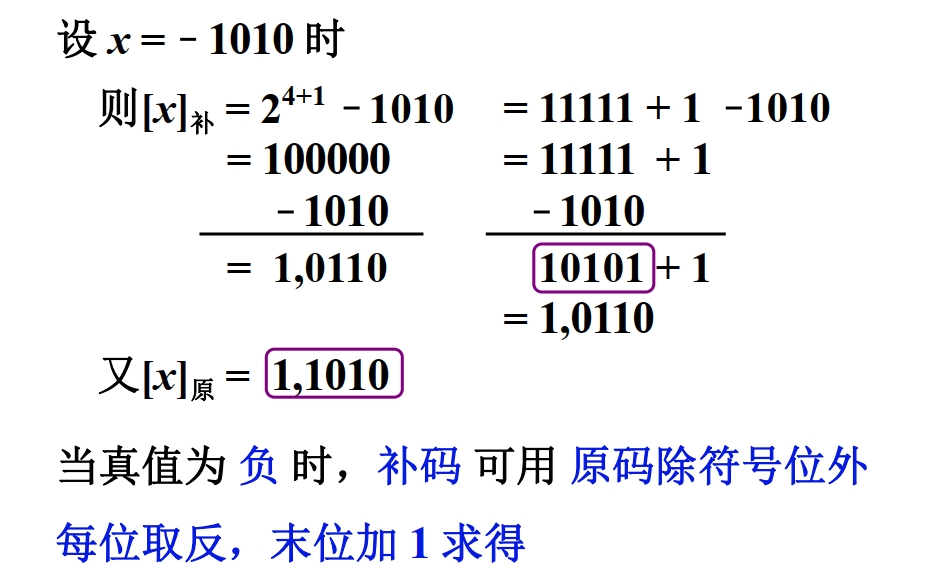 设 x = – 1010 时
则[x]补 = 2^{4+1} – 1010 = 11111 + 1 –1010
= 100000 = 11111 + 1
– 1010 – 1010
= 1,0110 10101 + 1
= 1,0110
又[x]原 = 1,1010
当真值为 负 时，补码 可用 原码除符号位外
每位取反，末位加 1 求得